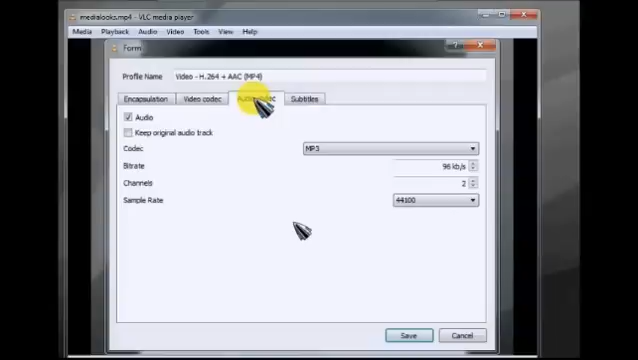 medialooks.mp4 - VLC media player
Media Playback Audio Video Tools View Help
Form
Profile Name Video - H.264 + AAC (MP4)
Encapsulation Video codec Subtitles
Audio
Keep original audio track
Codec MP3
Bitrate 96 kb/s
Channels 2
Sample Rate 44100
Save Cancel